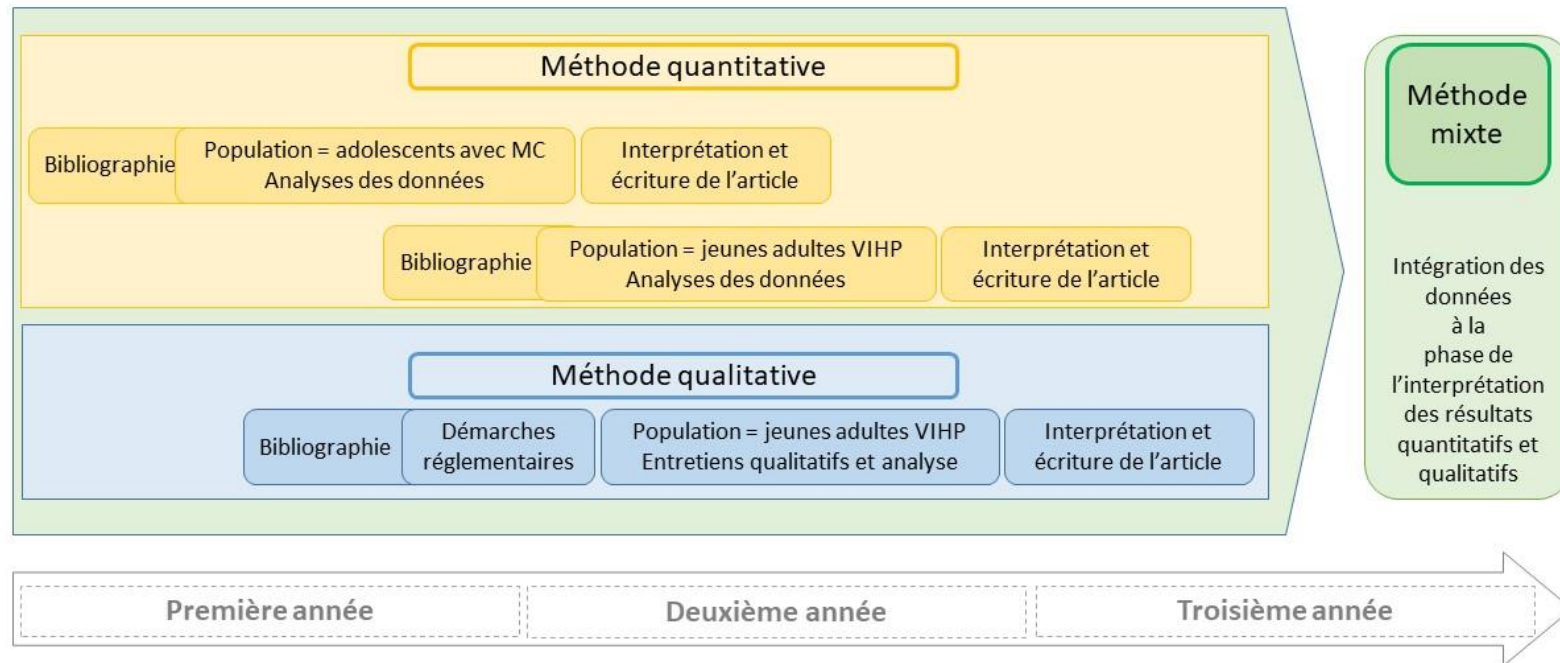 Méthode quantitative
Bibliographie
Population = adolescents avec MC
Analyses des données
Interprétation et
écriture de l'article
Bibliographie
Population = jeunes adultes VIHP
Analyses des données
Interprétation et
écriture de l'article
Méthode qualitative
Bibliographie
Démarches
réglementaires
Population = jeunes adultes VIHP
Entretiens qualitatifs et analyse
Interprétation et
écriture de l'article
Méthode
mixte
Intégration des
données
à la
phase de
l'interprétation
des résultats
quantitatifs et
qualitatifs
Première année
Deuxième année
Troisième année